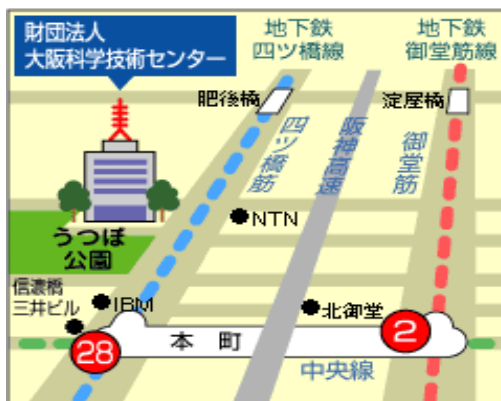 財団法人
大阪科学技術センター
地下鉄
四ツ橋線
地下鉄
御堂筋線
肥後橋
淀屋橋
四ツ橋筋
阪神高速
御堂筋
NTN
うつぼ
公園
信濃橋
三井ビル
IBM
北御堂
28
本町
2
中央線